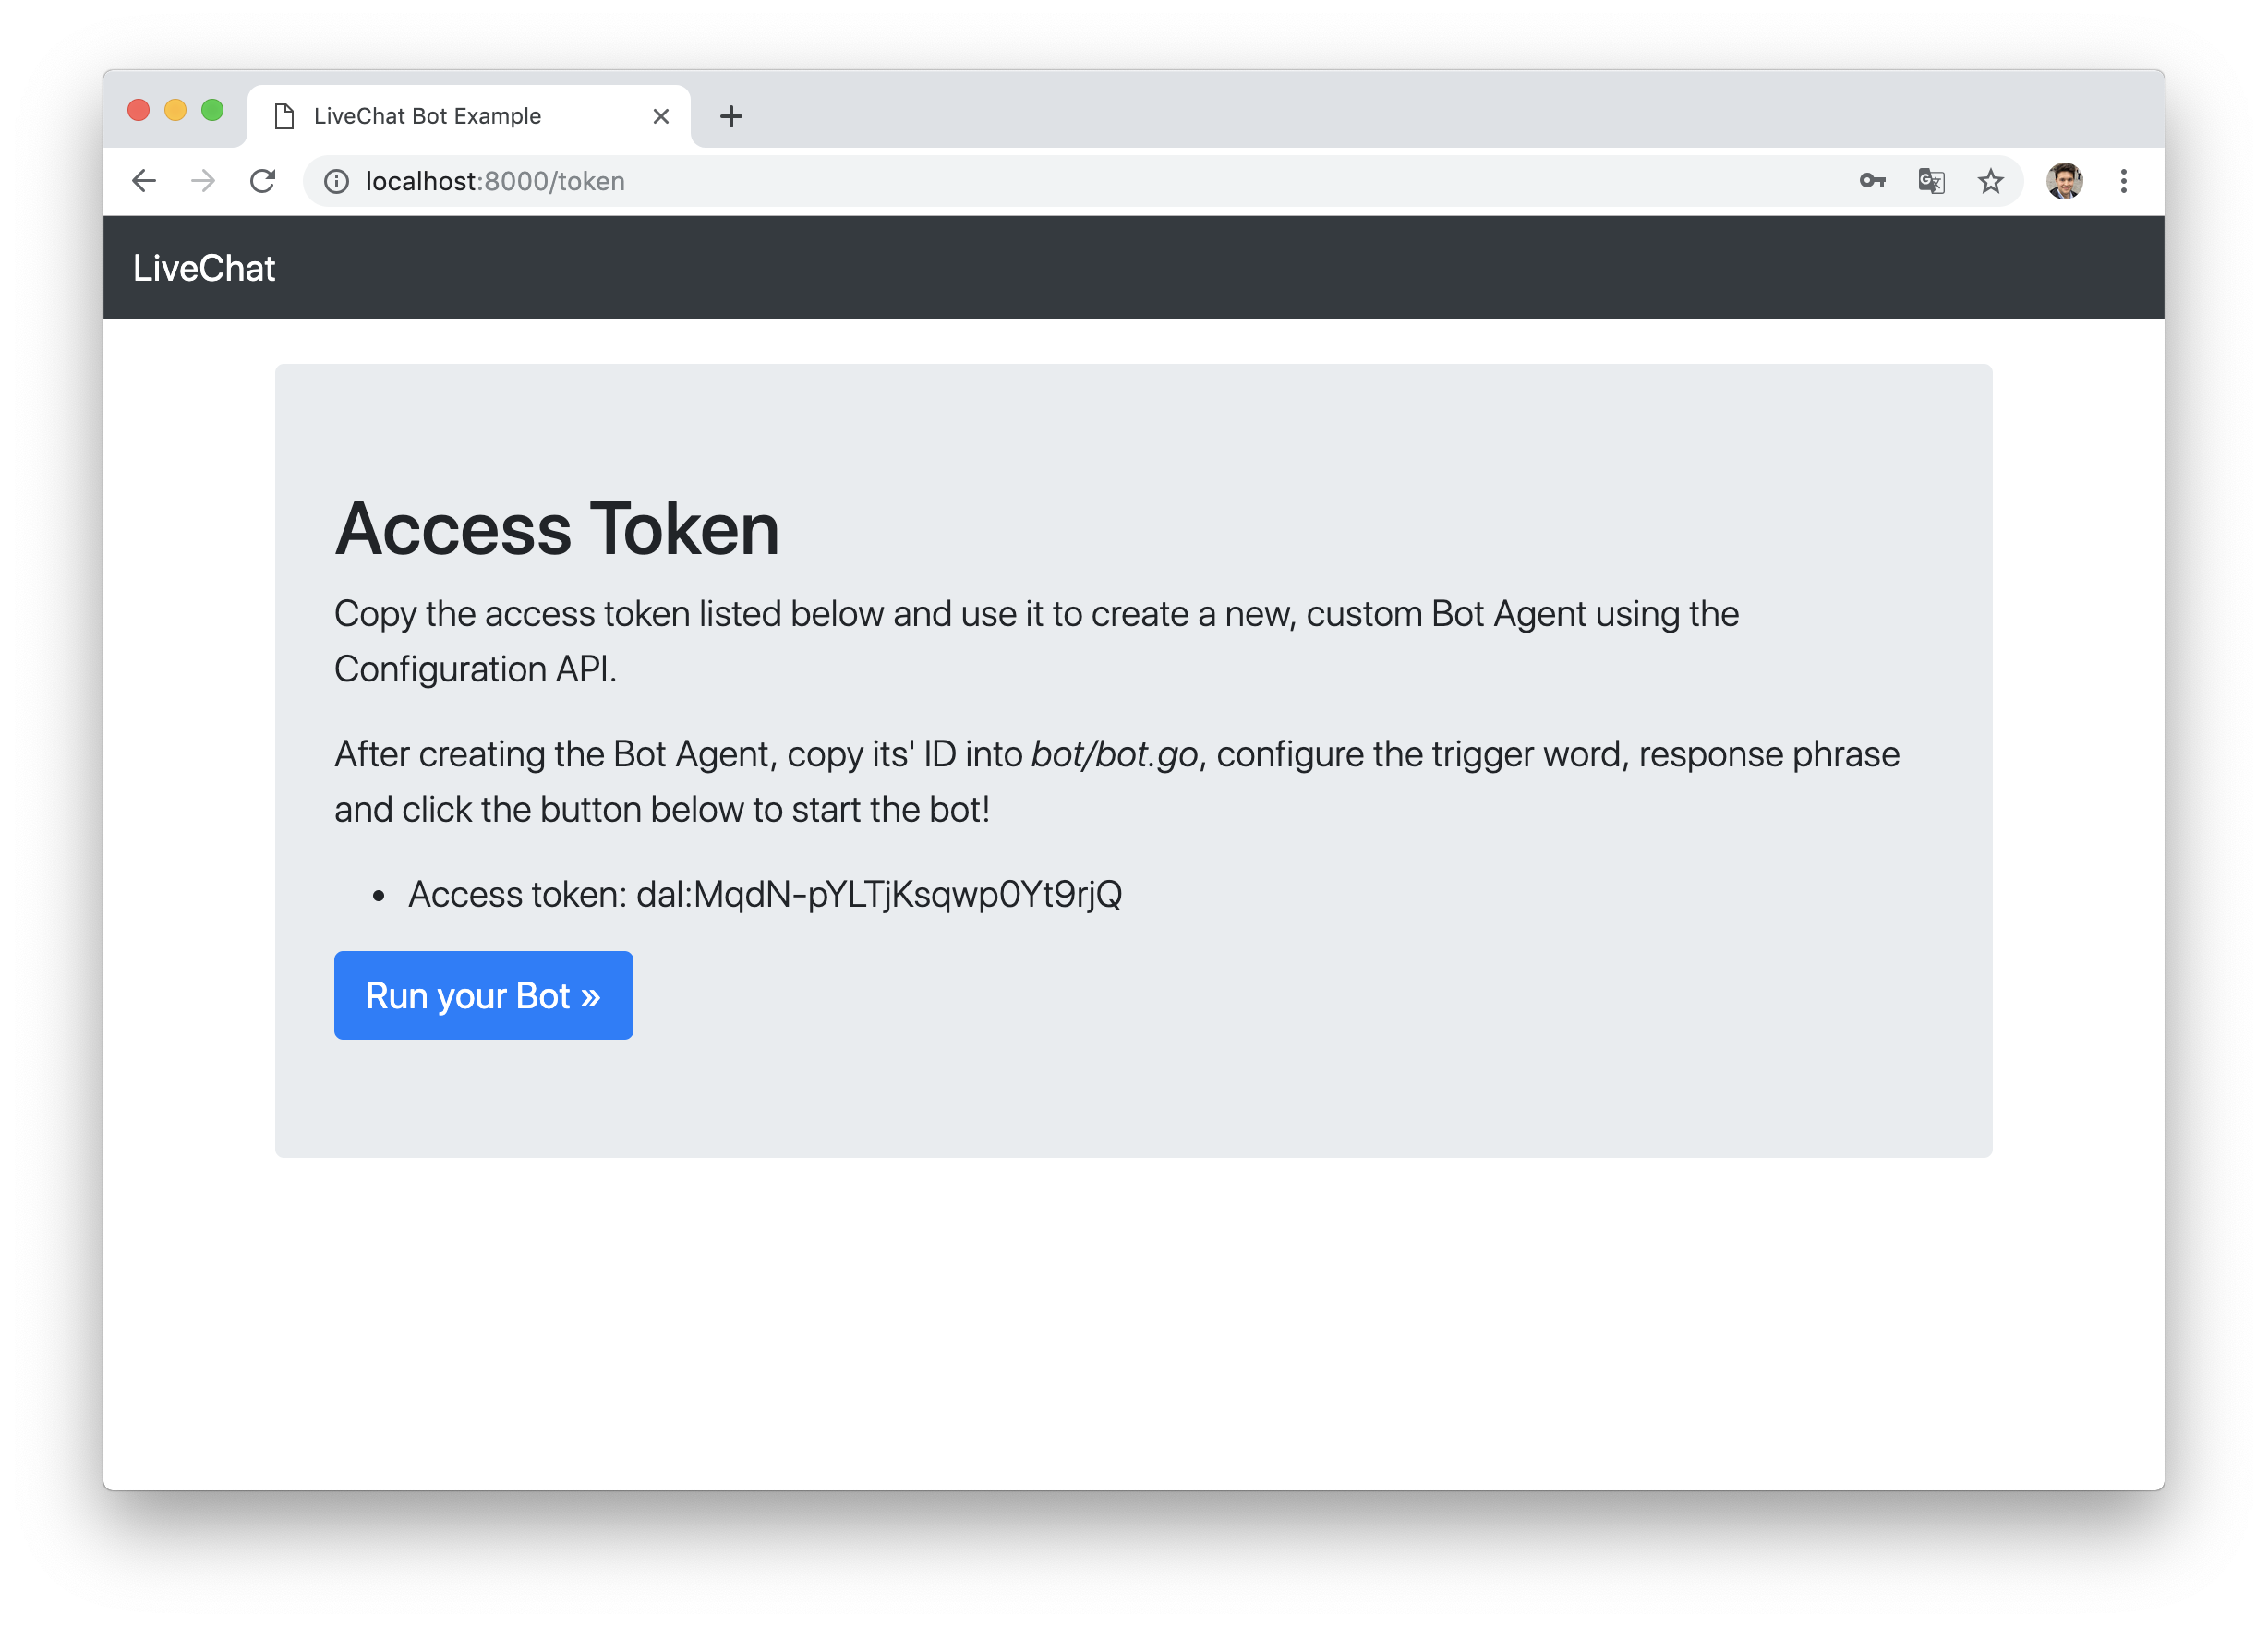 LiveChat Bot Example
localhost:8000/token
LiveChat
Access Token
Copy the access token listed below and use it to create a new, custom Bot Agent using the
Configuration API.
After creating the Bot Agent, copy its' ID into bot/bot.go, configure the trigger word, response phrase
and click the button below to start the bot!
• Access token: dal:MqdN-pYLTjKsqwp0Yt9rjQ
Run your Bot »